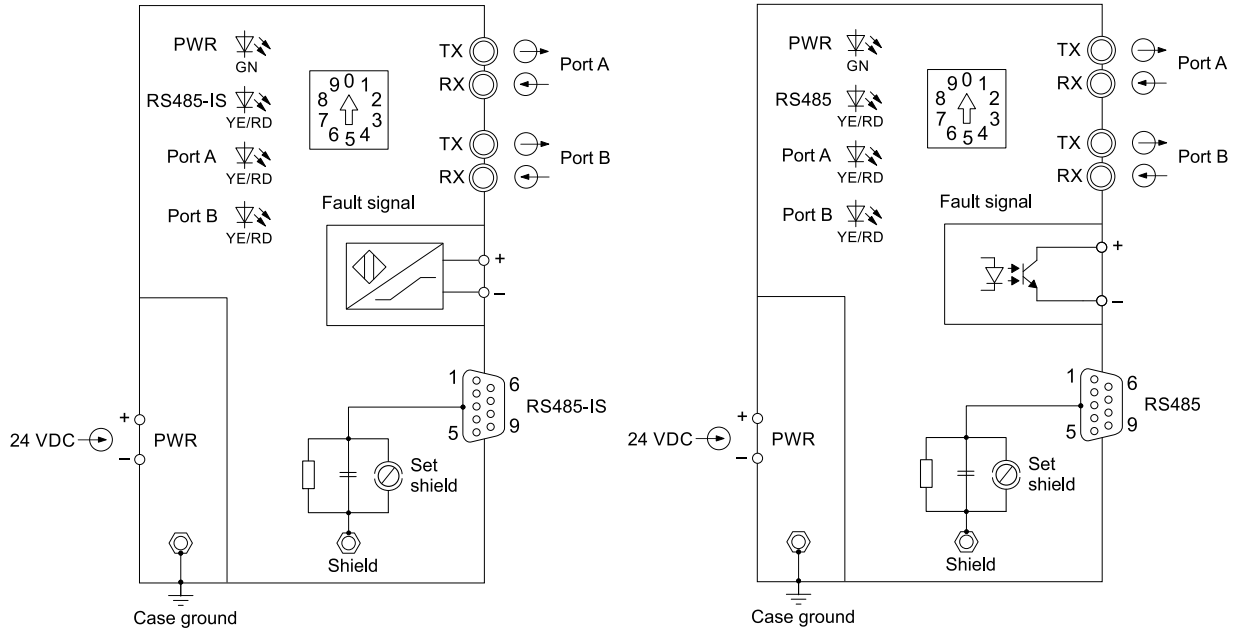 PWR
GN
RS485-IS
YE/RD
Port A
YE/RD
Port B
YE/RD
9 0 1
8 2
7 3
6 5 4
TX
RX
Port A
TX
RX
Port B
Fault signal
+
−
1
6
5
9
RS485-IS
24 VDC
+
−
PWR
Set
shield
Shield
Case ground
PWR
GN
RS485
YE/RD
Port A
YE/RD
Port B
YE/RD
9 0 1
8 2
7 3
6 5 4
TX
RX
Port A
TX
RX
Port B
Fault signal
+
−
1
6
5
9
RS485
24 VDC
+
−
PWR
Set
shield
Shield
Case ground